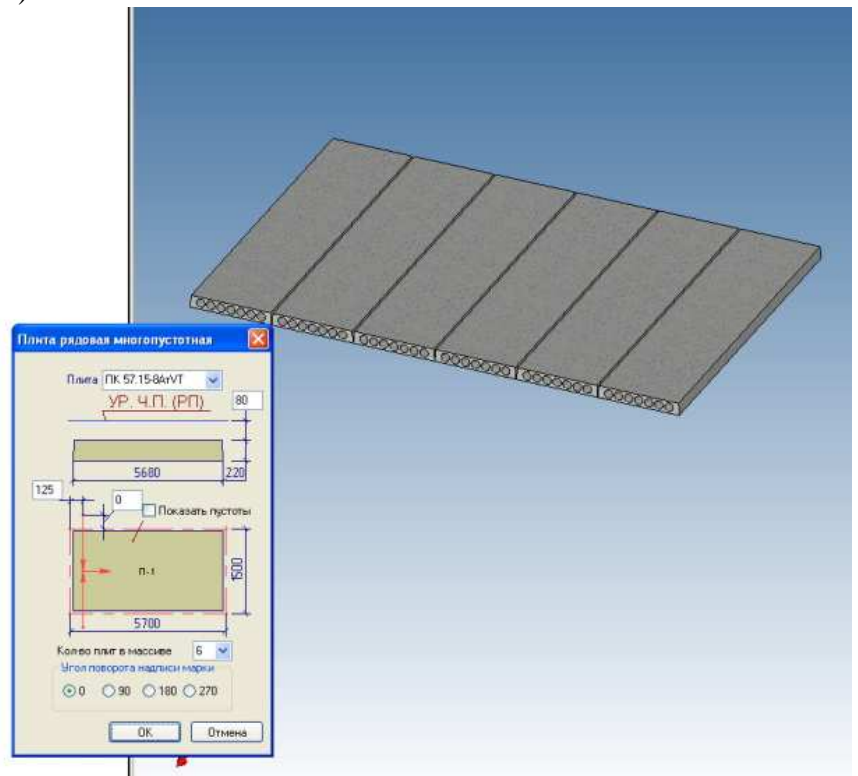 )
Плита рядовая многопустотная
Плита ПК 57.15-8АтVТ
УР. Ч.П. (РП) 80
5680 220
125
0
Показать пустоты
П-1
1500
5700
Кол-во плит в массиве 6
Угол поворота надписи марки
0 90 180 270
ОК Отмена